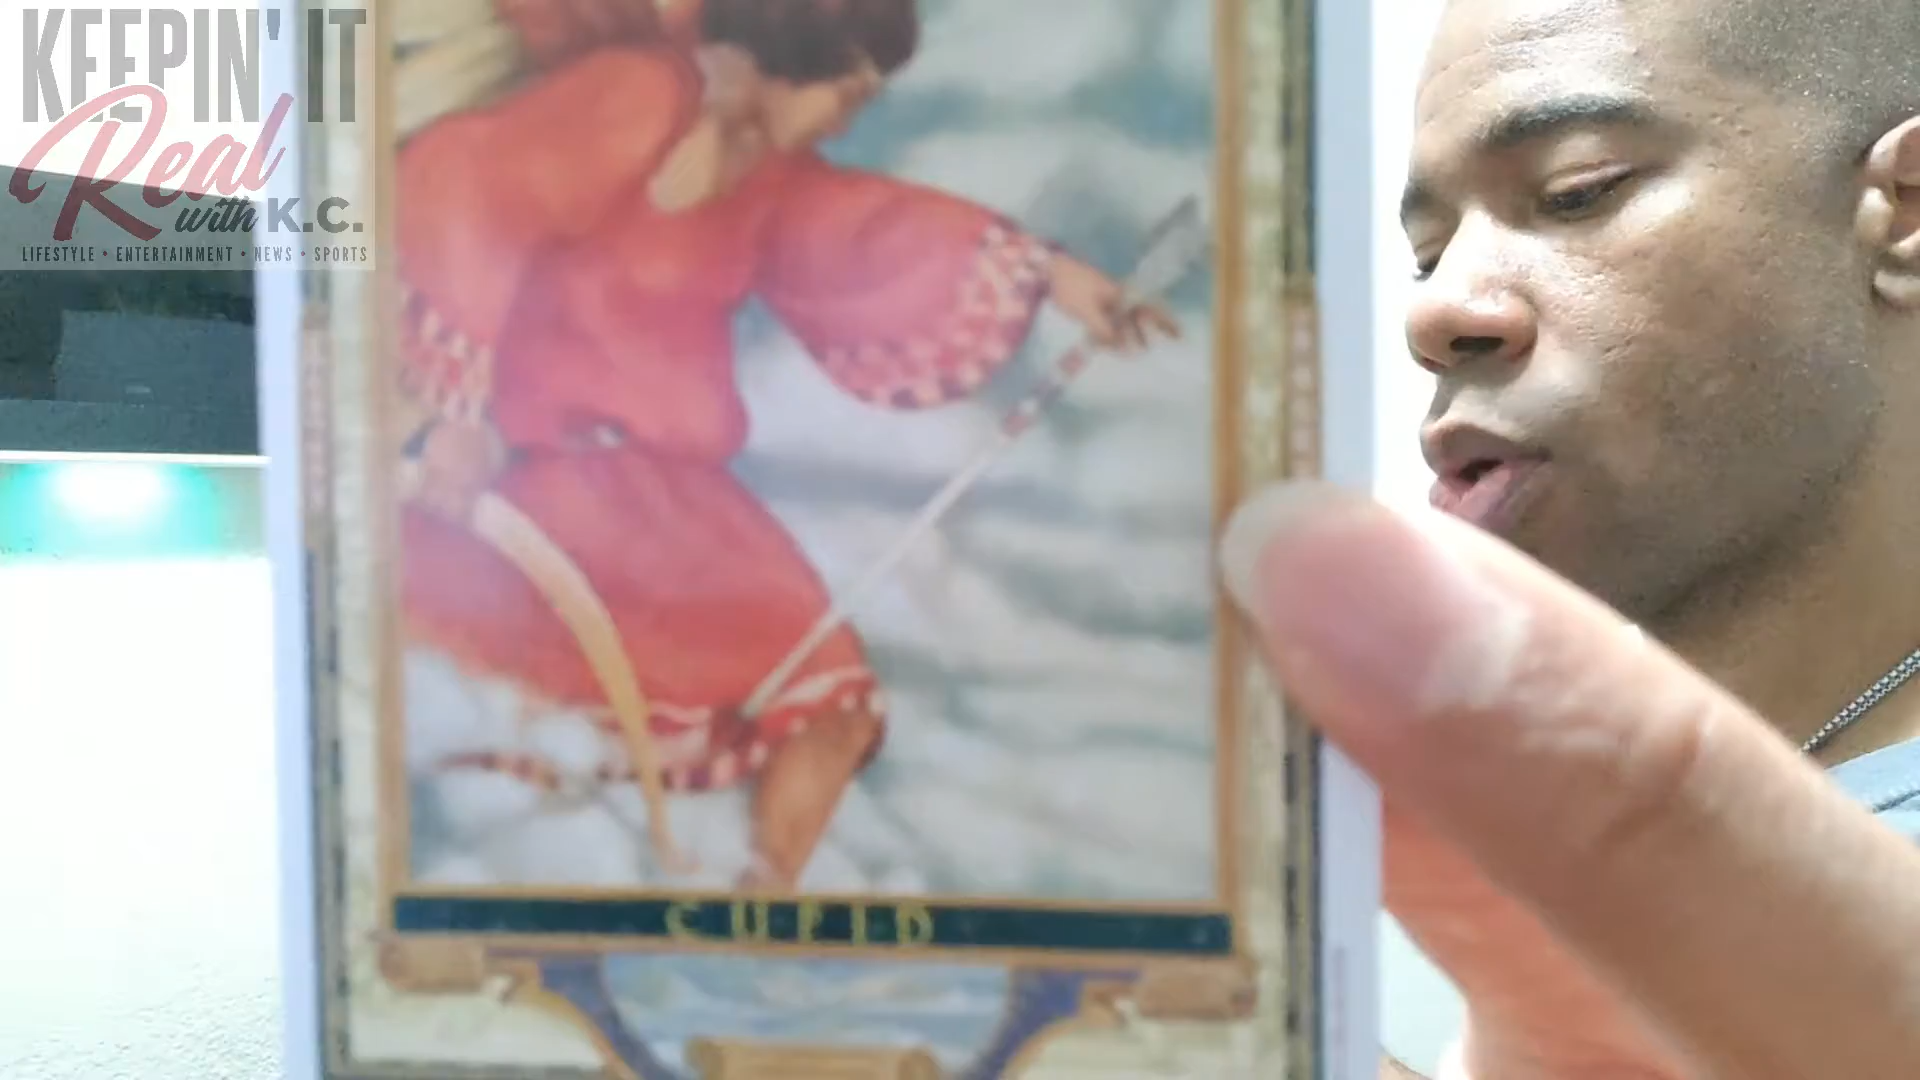 KEEPIN' IT
Real
with K.C.
LIFESTYLE • ENTERTAINMENT • NEWS • SPORTS
CUPID